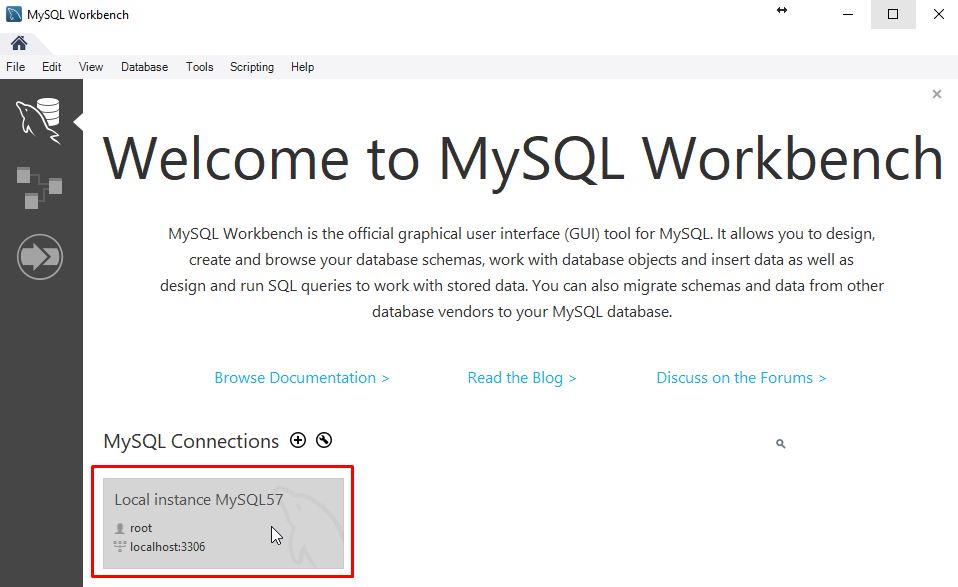 MySQL Workbench
File Edit View Database Tools Scripting Help
Welcome to MySQL Workbench
MySQL Workbench is the official graphical user interface (GUI) tool for MySQL. It allows you to design,
create and browse your database schemas, work with database objects and insert data as well as
design and run SQL queries to work with stored data. You can also migrate schemas and data from other
database vendors to your MySQL database.
Browse Documentation > Read the Blog > Discuss on the Forums >
MySQL Connections
Local instance MySQL57
root
localhost:3306